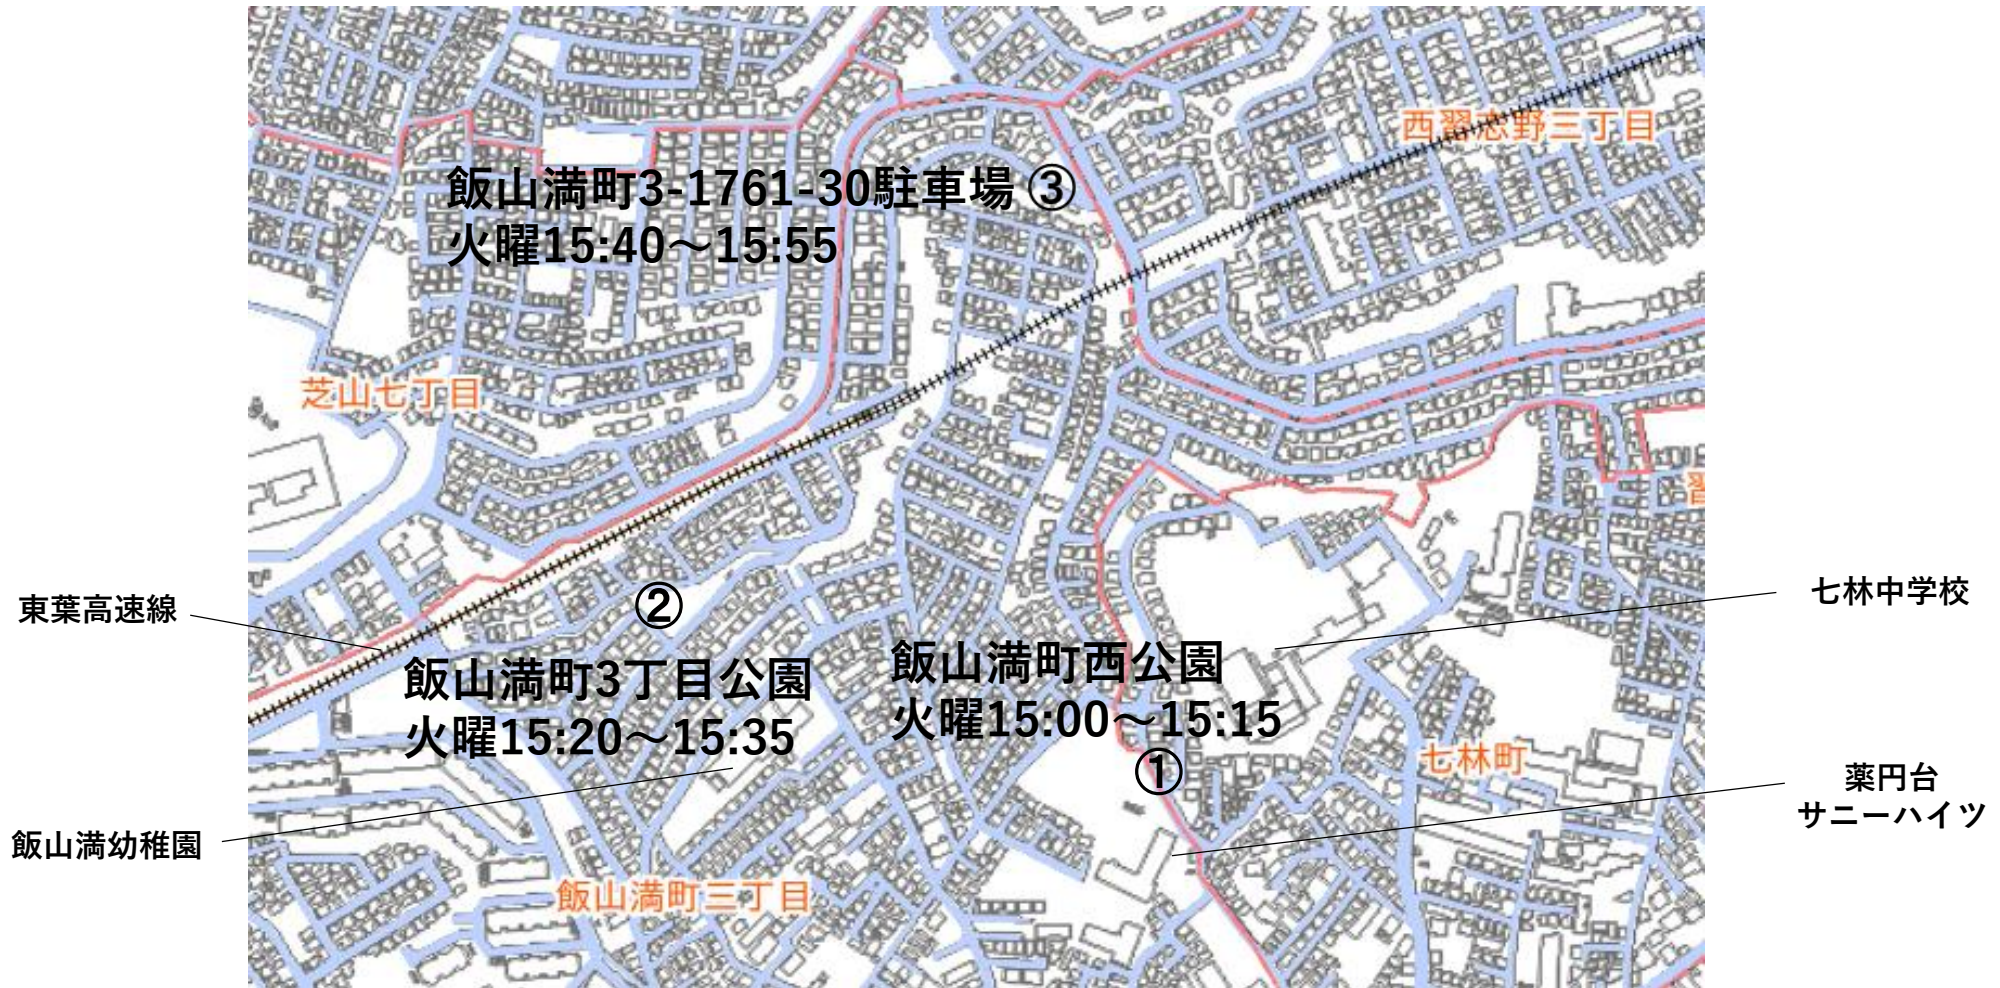 西習志野三丁目
飯山満町3-1761-30駐車場 ③
火曜15:40～15:55
芝山七丁目
習
東葉高速線
②
七林中学校
飯山満町3丁目公園
火曜15:20～15:35
飯山満町西公園
火曜15:00～15:15
①
七林町
薬円台
サニーハイツ
飯山満幼稚園
飯山満町三丁目